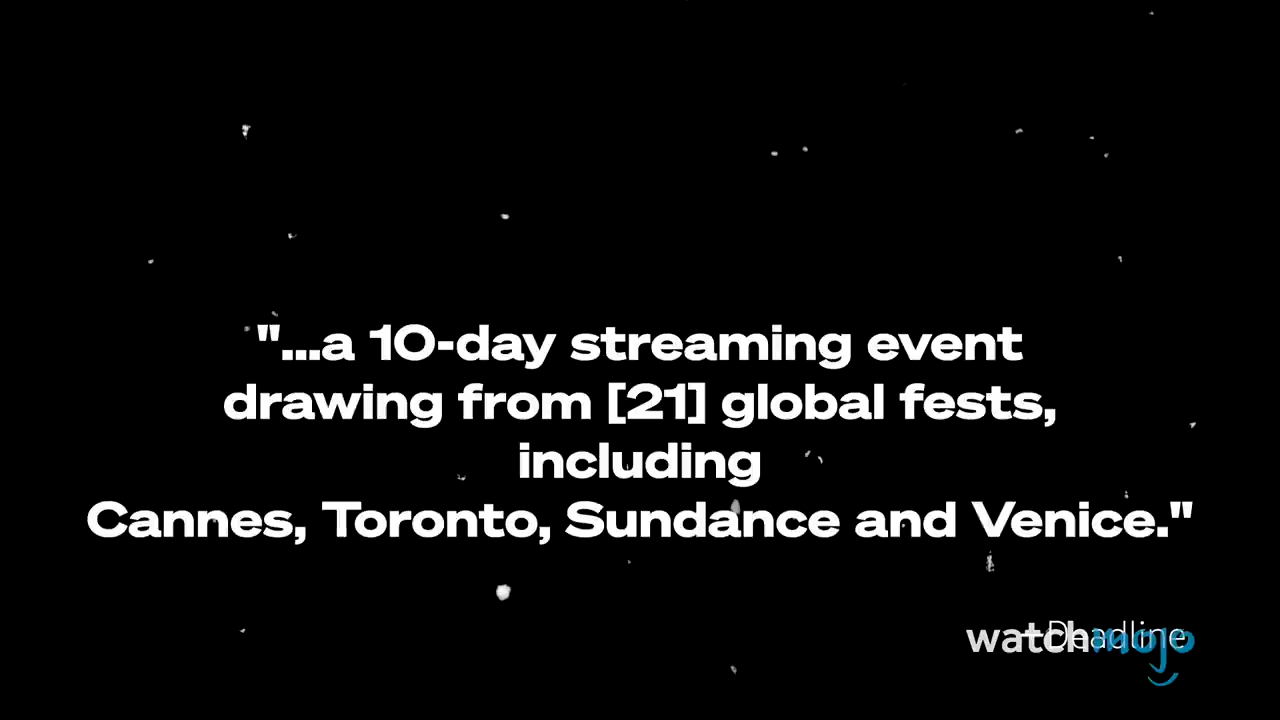 "...a 10-day streaming event
drawing from [21] global fests,
including
Cannes, Toronto, Sundance and Venice."
Deadline
watchmojo